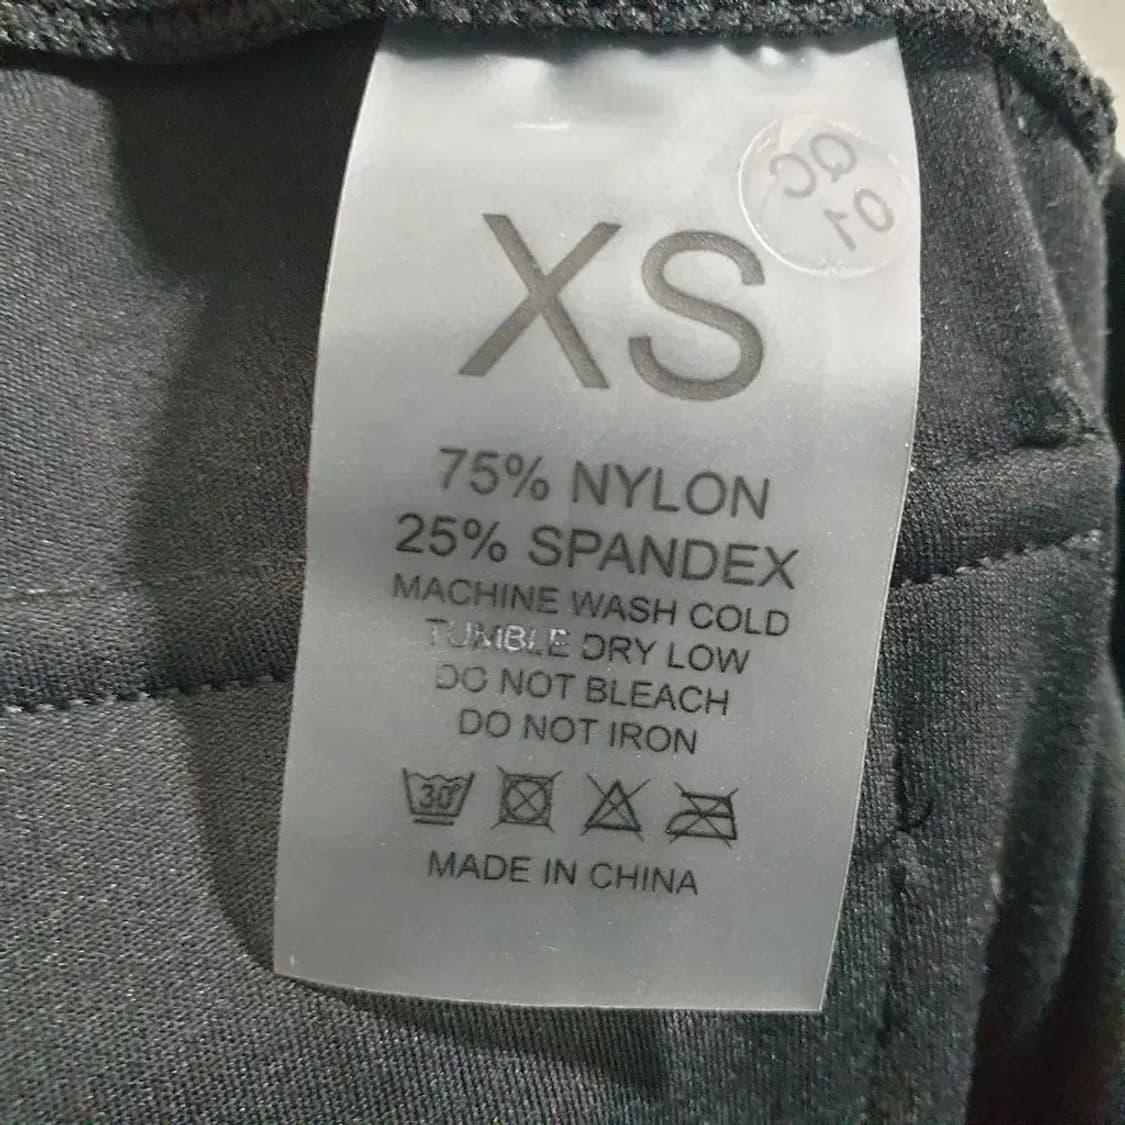 QC
01
XS
75% NYLON
25% SPANDEX
MACHINE WASH COLD
TUMBLE DRY LOW
DO NOT BLEACH
DO NOT IRON
30°
MADE IN CHINA